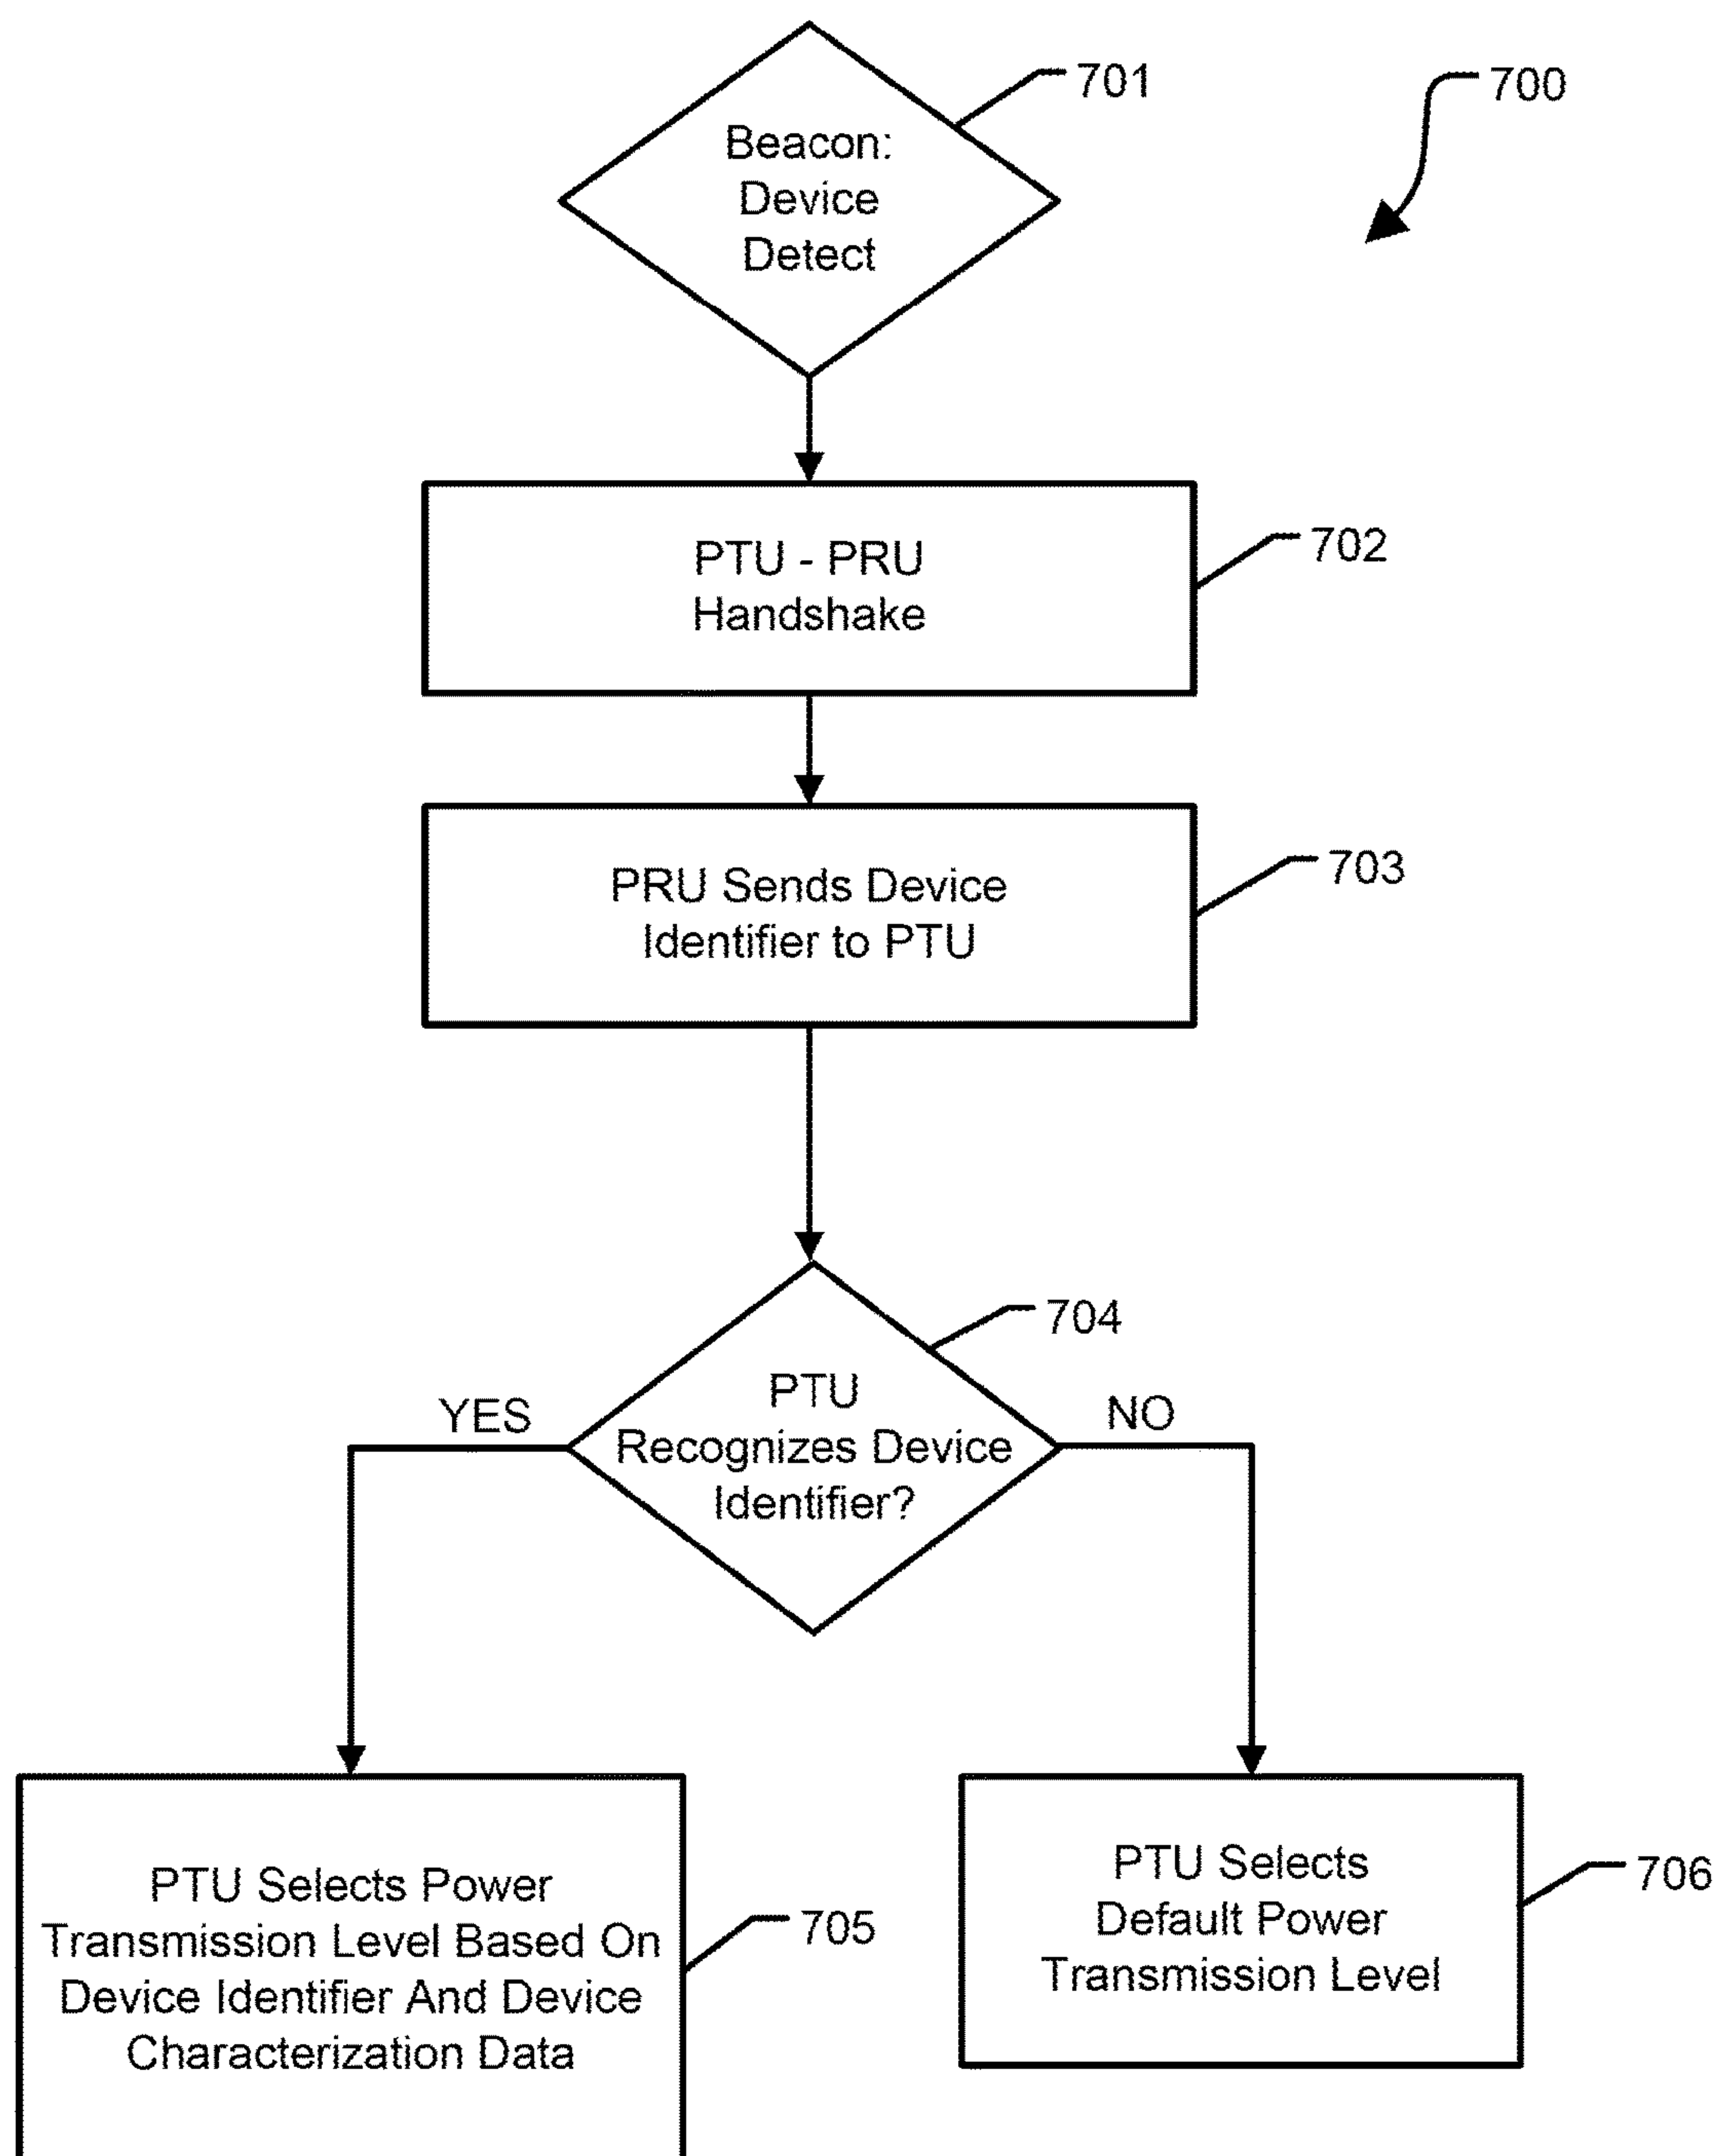 701
700
Beacon:
Device
Detect
702
PTU - PRU
Handshake
703
PRU Sends Device
Identifier to PTU
704
YES
NO
PTU
Recognizes Device
Identifier?
PTU Selects Power
Transmission Level Based On
Device Identifier And Device
Characterization Data
705
PTU Selects
Default Power
Transmission Level
706